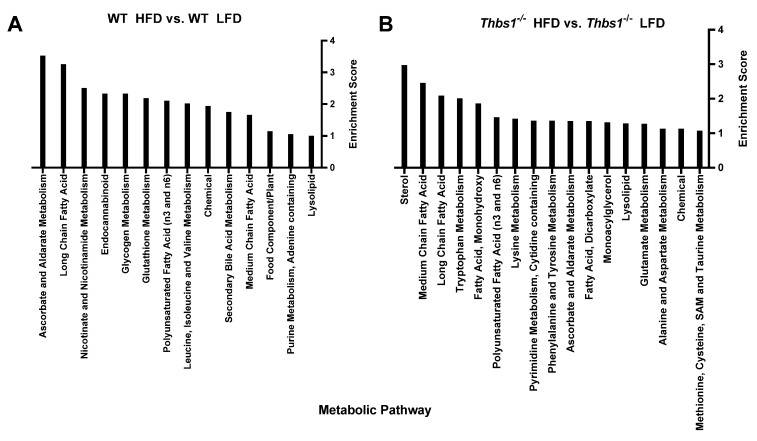 A
WT HFD vs. WT LFD
4
3
2
1
0
Enrichment Score
Ascorbate and Aldarate Metabolism
Long Chain Fatty Acid
Nicotinate and Nicotinamide Metabolism
Endocannabinoid
Glycogen Metabolism
Glutathione Metabolism
Polyunsaturated Fatty Acid (n3 and n6)
Leucine, Isoleucine and Valine Metabolism
Chemical
Secondary Bile Acid Metabolism
Medium Chain Fatty Acid
Food Component/Plant
Purine Metabolism, Adenine containing
Lysolipid
B
Thbs1-/- HFD vs. Thbs1-/- LFD
4
3
2
1
0
Enrichment Score
Sterol
Medium Chain Fatty Acid
Long Chain Fatty Acid
Tryptophan Metabolism
Fatty Acid, Monohydroxy
Polyunsaturated Fatty Acid (n3 and n6)
Lysine Metabolism
Pyrimidine Metabolism, Cytidine containing
Phenylalanine and Tyrosine Metabolism
Ascorbate and Aldarate Metabolism
Fatty Acid, Dicarboxylate
Monoacylglycerol
Lysolipid
Glutamate Metabolism
Alanine and Aspartate Metabolism
Chemical
Methionine, Cysteine, SAM and Taurine Metabolism
Metabolic Pathway